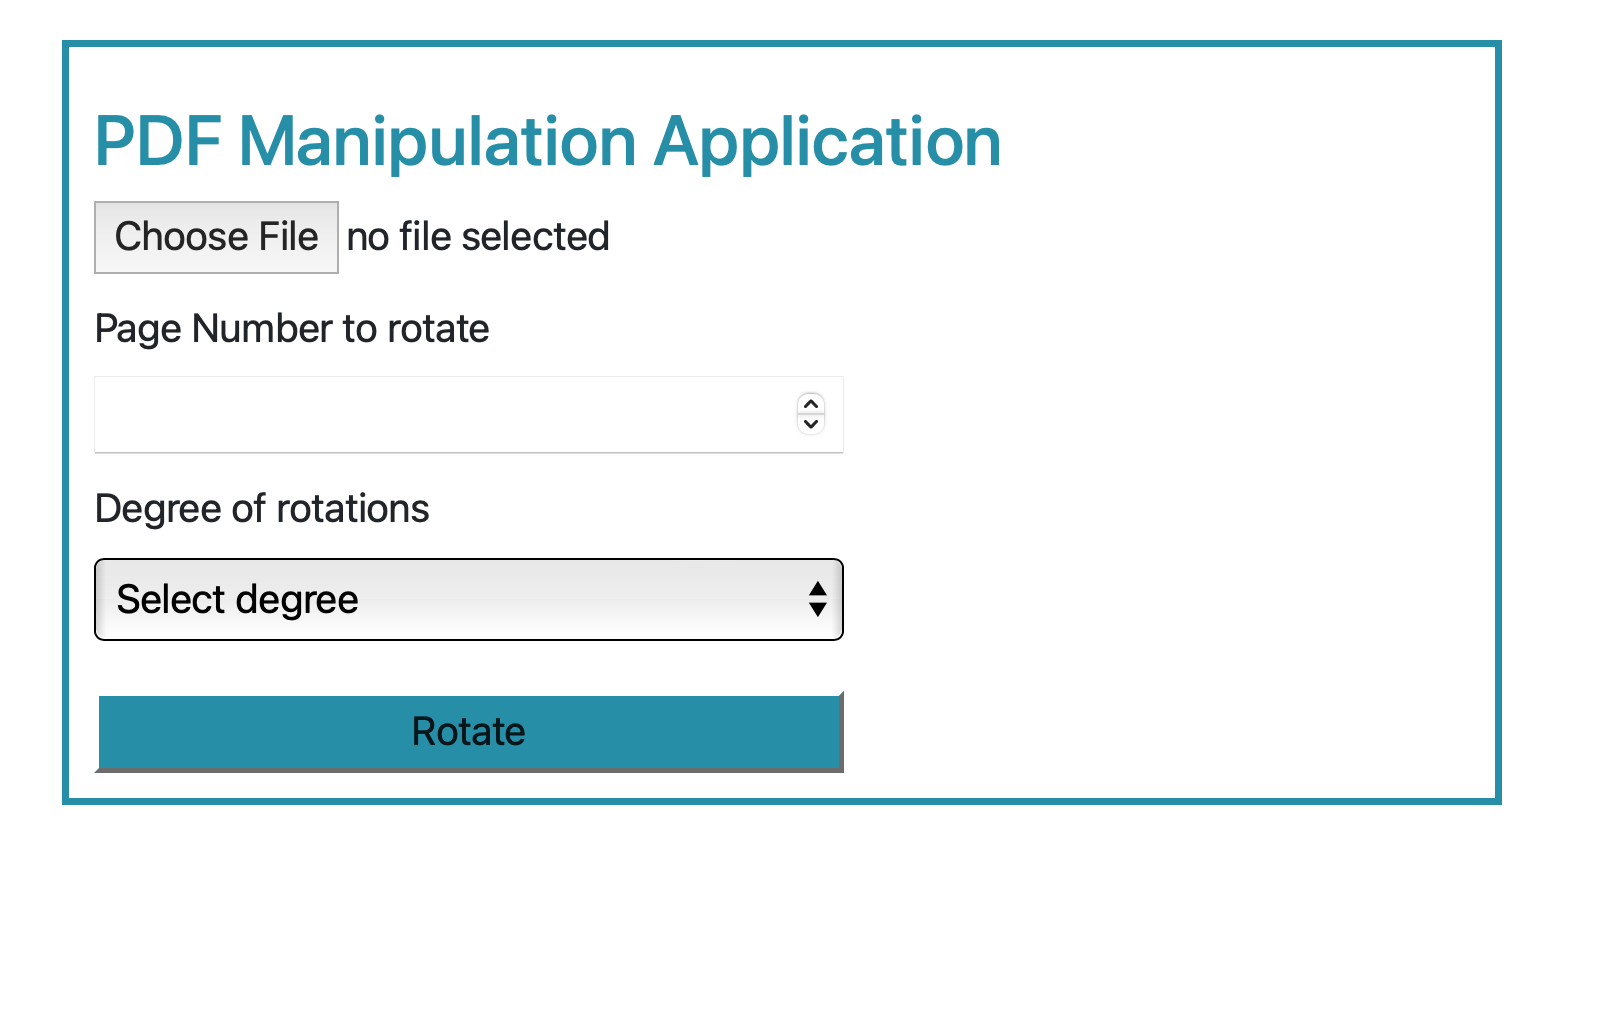 PDF Manipulation Application
Choose File no file selected
Page Number to rotate
Degree of rotations
Select degree
Rotate